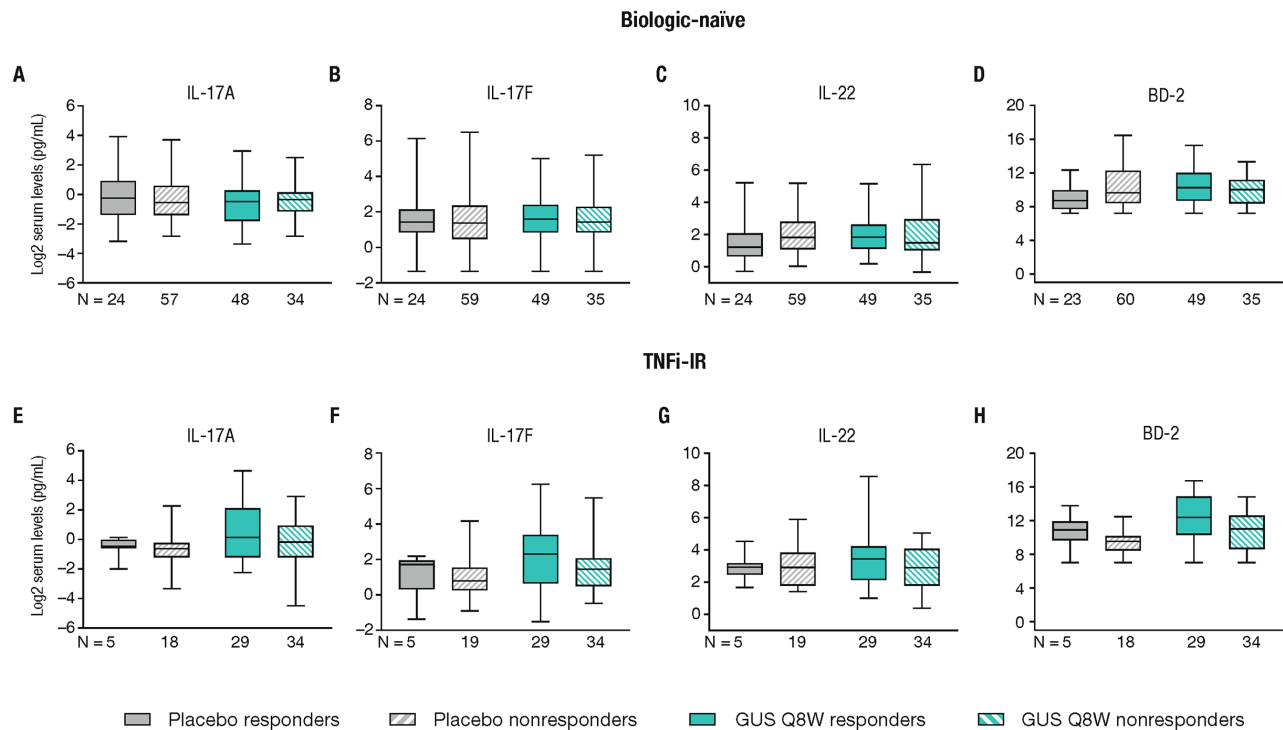 Biologic-naïve
A
B
C
D
IL-17A
IL-17F
IL-22
BD-2
Log2 serum levels (pg/mL)
6
4
2
0
–2
–4
–6
8
6
4
2
0
–2
10
8
6
4
2
0
20
16
12
8
4
0
N = 24 57 48 34
N = 24 59 49 35
N = 24 59 49 35
N = 23 60 49 35
TNFi-IR
E
F
G
H
IL-17A
IL-17F
IL-22
BD-2
Log2 serum levels (pg/mL)
6
4
2
0
–2
–4
–6
8
6
4
2
0
–2
10
8
6
4
2
0
20
16
12
8
4
0
N = 5 18 29 34
N = 5 19 29 34
N = 5 19 29 34
N = 5 18 29 34
Placebo responders
Placebo nonresponders
GUS Q8W responders
GUS Q8W nonresponders